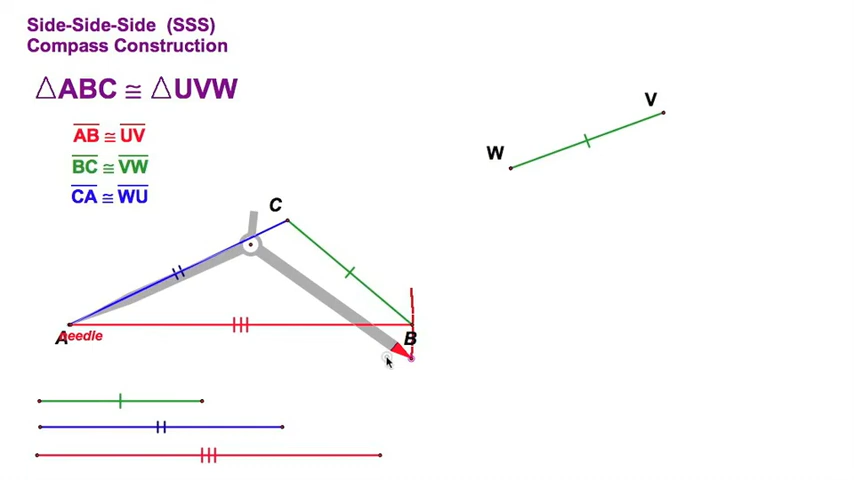 Side-Side-Side (SSS)
Compass Construction
△ABC ≅ △UVW
AB ≅ UV
BC ≅ VW
CA ≅ WU
V
W
C
A
needle
B